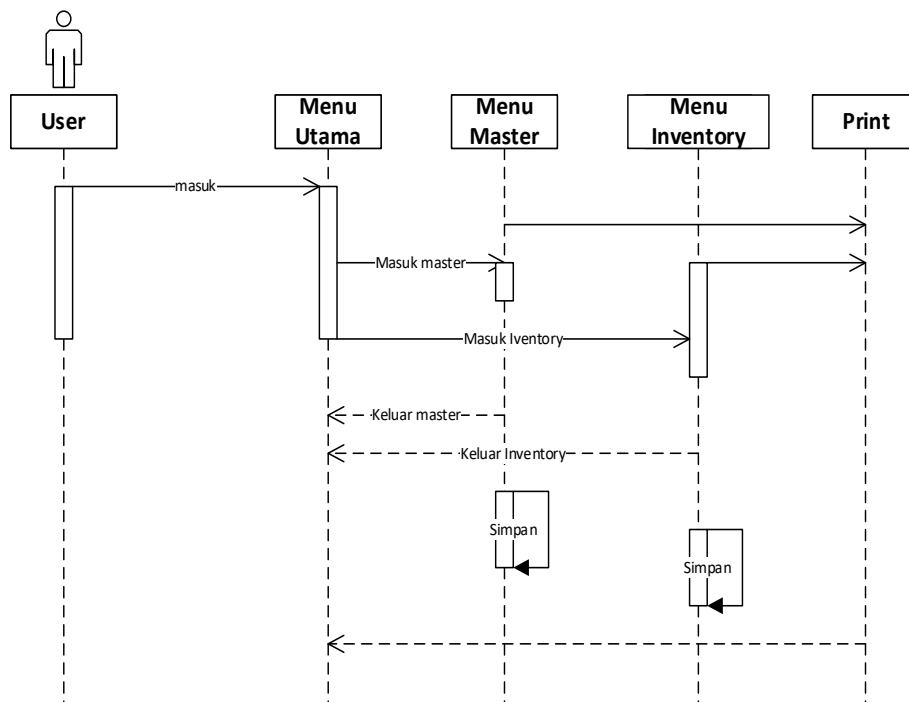 User
Menu
Utama
Menu
Master
Menu
Inventory
Print
masuk
Masuk master
Masuk Iventory
Keluar master
Keluar Inventory
Simpan
Simpan